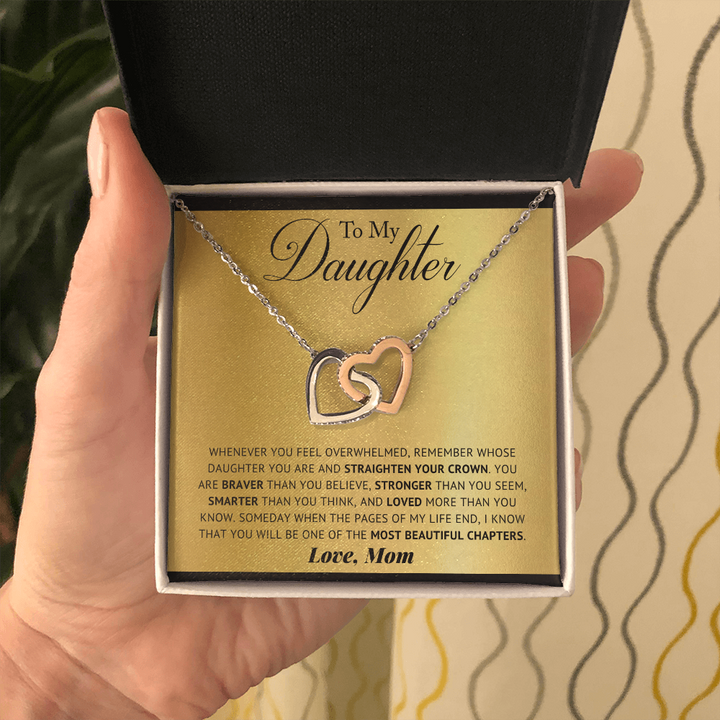 To My
Daughter
WHENEVER YOU FEEL OVERWHELMED, REMEMBER WHOSE
DAUGHTER YOU ARE AND STRAIGHTEN YOUR CROWN. YOU
ARE BRAVER THAN YOU BELIEVE, STRONGER THAN YOU SEEM,
SMARTER THAN YOU THINK, AND LOVED MORE THAN YOU
KNOW. SOMEDAY WHEN THE PAGES OF MY LIFE END, I KNOW
THAT YOU WILL BE ONE OF THE MOST BEAUTIFUL CHAPTERS.
Love, Mom